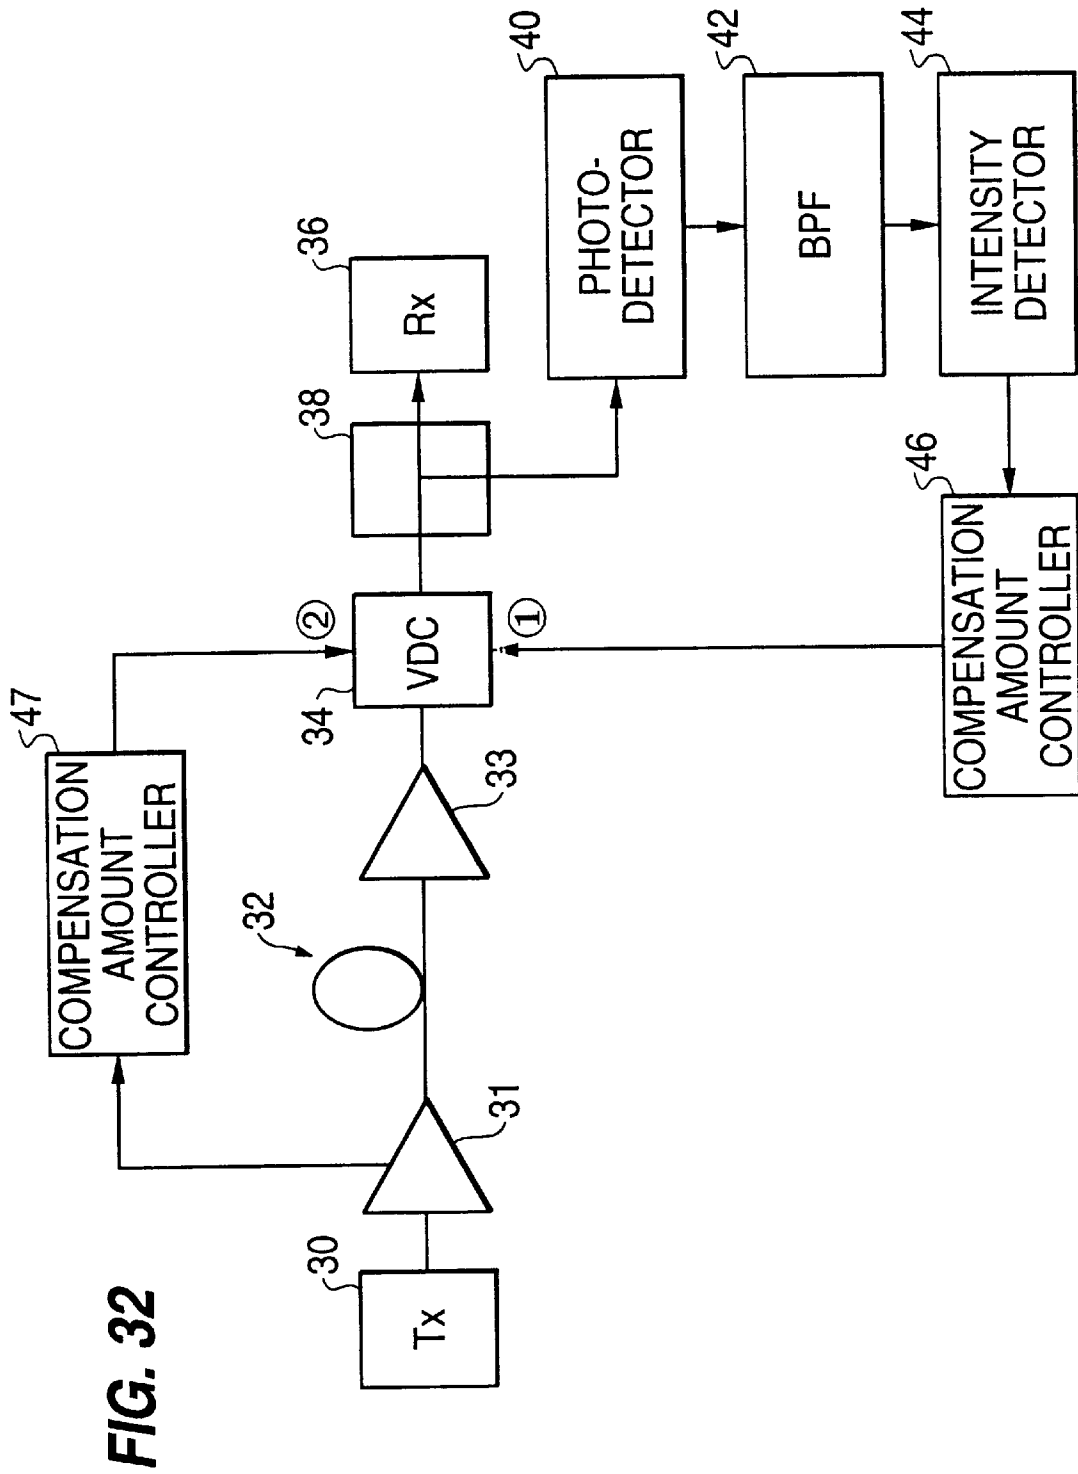 FIG. 32
COMPENSATION
AMOUNT
CONTROLLER
47
30
Tx
31
32
33
34
VDC
②
①
38
36
Rx
40
PHOTO-
DETECTOR
42
BPF
44
INTENSITY
DETECTOR
46
COMPENSATION
AMOUNT
CONTROLLER